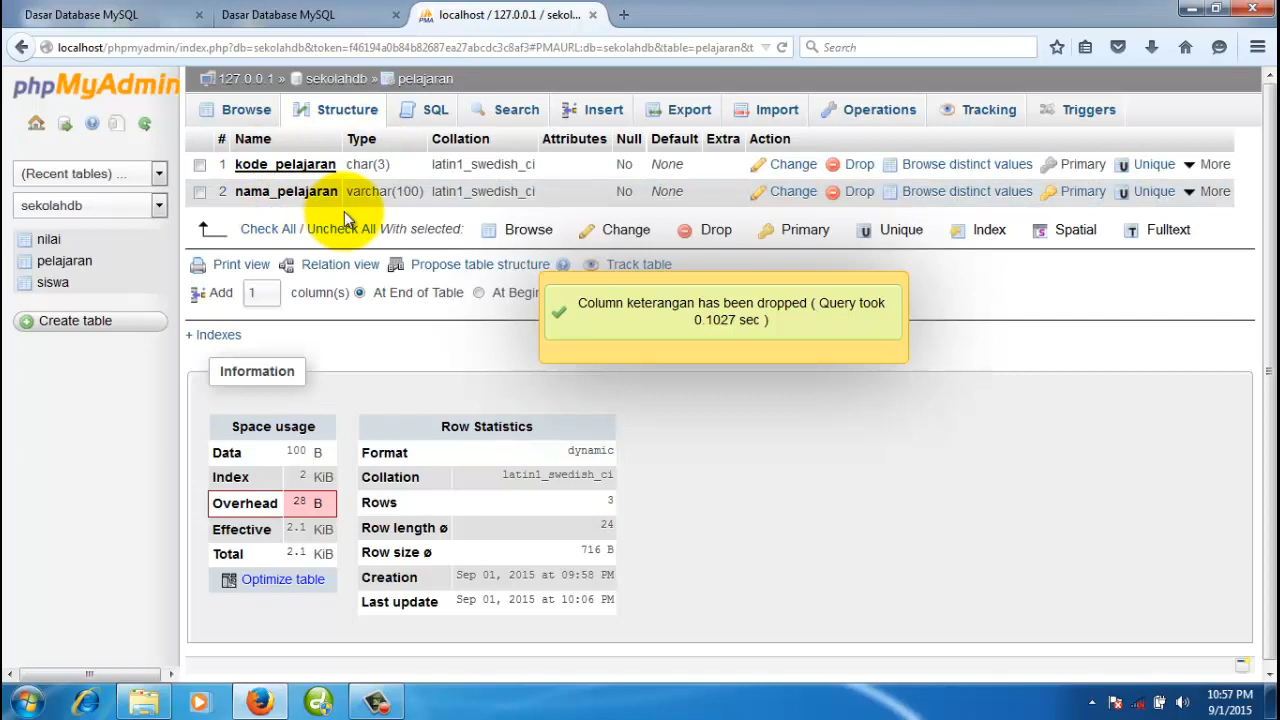 Dasar Database MySQL
Dasar Database MySQL
localhost / 127.0.0.1 / sekol...
localhost/phpmyadmin/index.php?db=sekolahdb&token=f46194a0b84b82687ea27abcdc3c8af3#PMAURL:db=sekolahdb&table=pelajaran&t
Search
phpMyAdmin
(Recent tables) ...
sekolahdb
nilai
pelajaran
siswa
Create table
127.0.0.1 » sekolahdb » pelajaran
Browse Structure SQL Search Insert Export Import Operations Tracking Triggers
# Name Type Collation Attributes Null Default Extra Action
1 kode_pelajaran char(3) latin1_swedish_ci No None Change Drop Browse distinct values Primary Unique More
2 nama_pelajaran varchar(100) latin1_swedish_ci No None Change Drop Browse distinct values Primary Unique More
Check All / Uncheck All With selected: Browse Change Drop Primary Unique Index Spatial Fulltext
Print view Relation view Propose table structure Track table
Add 1 column(s) At End of Table At Begin
Column keterangan has been dropped ( Query took
0.1027 sec )
+ Indexes
Information
Space usage
Data 100 B
Index 2 KiB
Overhead 28 B
Effective 2.1 KiB
Total 2.1 KiB
Optimize table
Row Statistics
Format dynamic
Collation latin1_swedish_ci
Rows 3
Row length ø 24
Row size ø 716 B
Creation Sep 01, 2015 at 09:58 PM
Last update Sep 01, 2015 at 10:06 PM
10:57 PM
9/1/2015